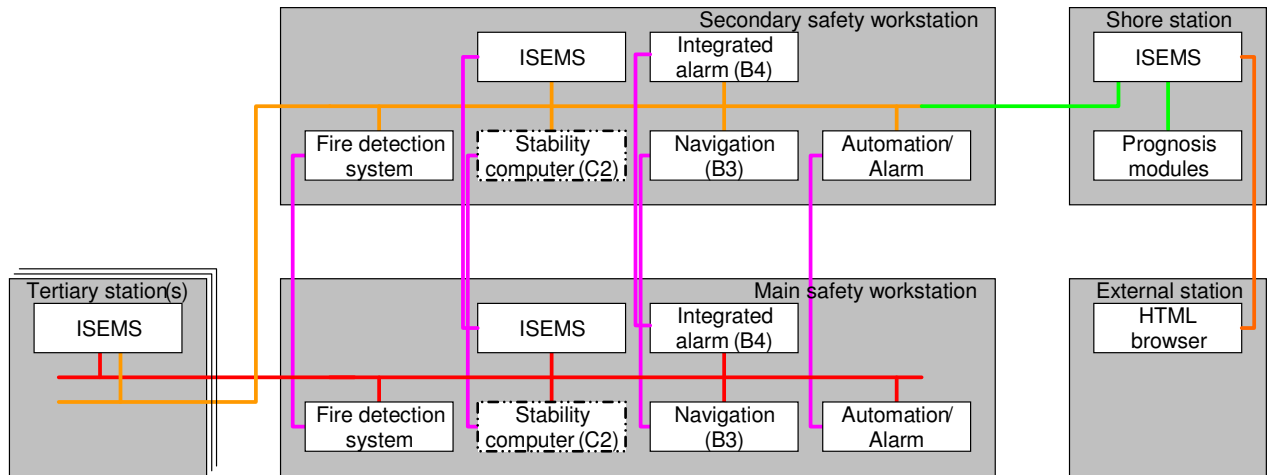 Secondary safety workstation
ISEMS
Integrated
alarm (B4)
Fire detection
system
Stability
computer (C2)
Navigation
(B3)
Automation/
Alarm
Shore station
ISEMS
Prognosis
modules
Tertiary station(s)
ISEMS
Main safety workstation
ISEMS
Integrated
alarm (B4)
Fire detection
system
Stability
computer (C2)
Navigation
(B3)
Automation/
Alarm
External station
HTML
browser